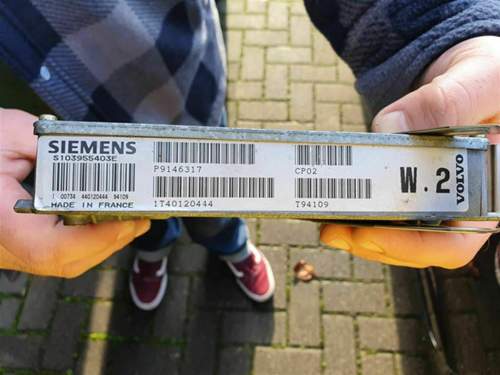 SIEMENS
S103955403E
1 00734 440120444 94109
MADE IN FRANCE
P9146317
1T40120444
CP02
T94109
W.2
VOLVO